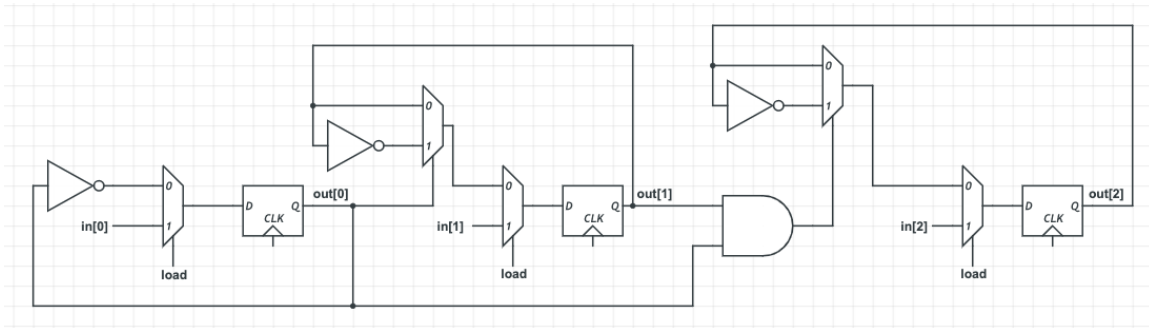 0
1
0
1
out[0]
D
Q
CLK
0
in[0]
1
load
0
in[1]
1
load
out[1]
D
Q
CLK
0
in[2]
1
load
out[2]
D
Q
CLK